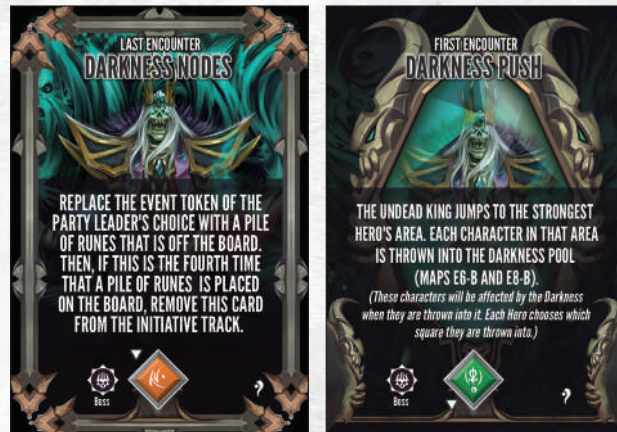 LAST ENCOUNTER
DARKNESS NODES
REPLACE THE EVENT TOKEN OF THE
PARTY LEADER'S CHOICE WITH A PILE
OF RUNES THAT IS OFF THE BOARD.
THEN, IF THIS IS THE FOURTH TIME
THAT A PILE OF RUNES IS PLACED
ON THE BOARD, REMOVE THIS CARD
FROM THE INITIATIVE TRACK.
Boss
FIRST ENCOUNTER
DARKNESS PUSH
THE UNDEAD KING JUMPS TO THE STRONGEST
HERO'S AREA. EACH CHARACTER IN THAT AREA
IS THROWN INTO THE DARKNESS POOL
(MAPS E6-B AND E8-B).
(These characters will be affected by the Darkness
when they are thrown into it. Each Hero chooses which
square they are thrown into.)
Boss